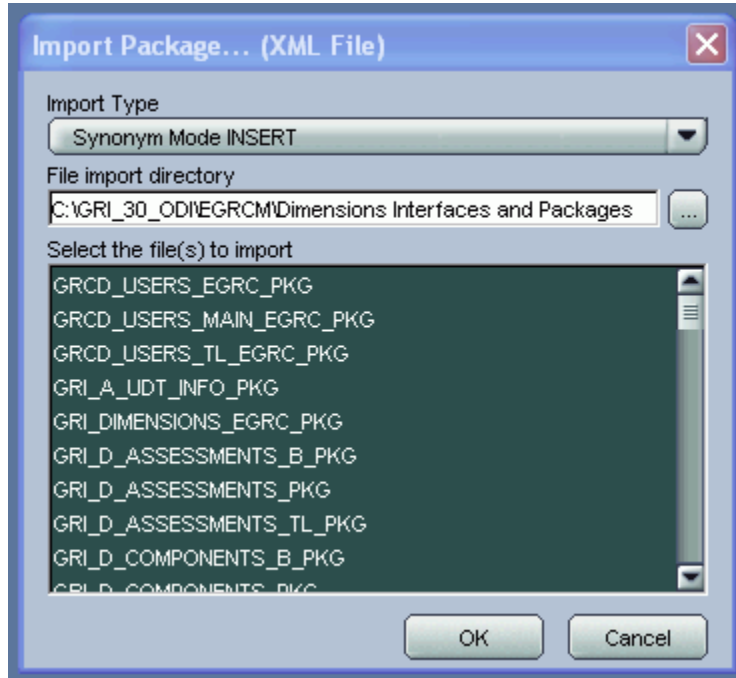 Import Package... (XML File)
Import Type
Synonym Mode INSERT
File import directory
C:\GRI_30_ODI\EGRCM\Dimensions Interfaces and Packages
...
Select the file(s) to import
GRCD_USERS_EGRC_PKG
GRCD_USERS_MAIN_EGRC_PKG
GRCD_USERS_TL_EGRC_PKG
GRI_A_UDT_INFO_PKG
GRI_DIMENSIONS_EGRC_PKG
GRI_D_ASSESSMENTS_B_PKG
GRI_D_ASSESSMENTS_PKG
GRI_D_ASSESSMENTS_TL_PKG
GRI_D_COMPONENTS_B_PKG
GRI_D_COMPONENTS_PKG
OK
Cancel